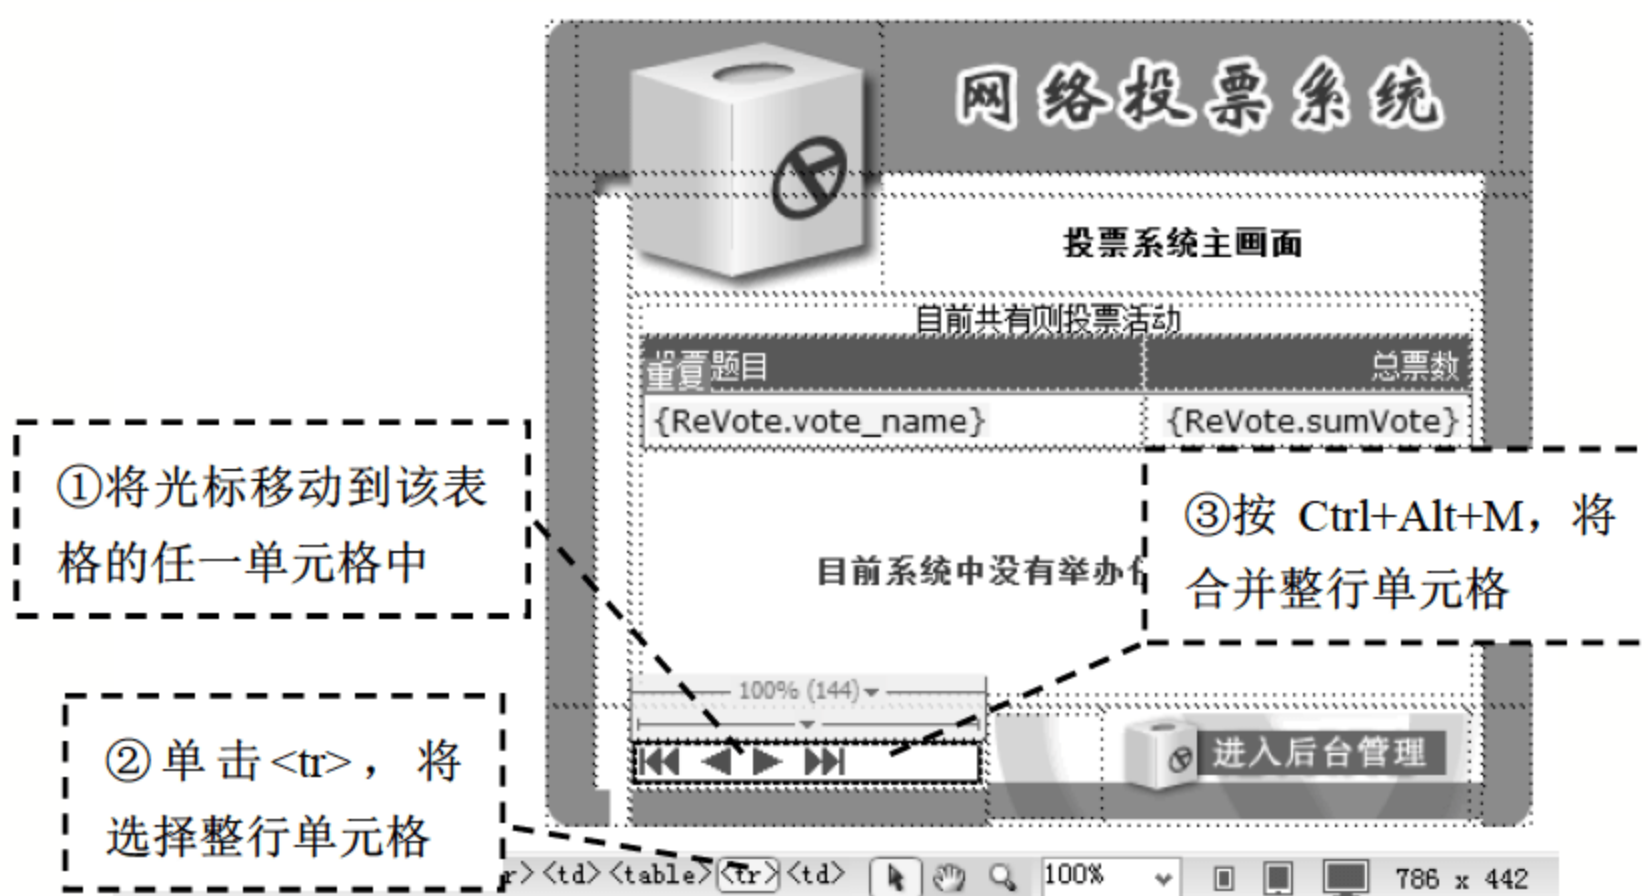 网络投票系统
投票系统主画面
目前共有则投票活动
重复题目 总票数
{ReVote.vote_name} {ReVote.sumVote}
①将光标移动到该表
格的任一单元格中
③按 Ctrl+Alt+M，将
合并整行单元格
目前系统中没有举办
100% (144)
②单击<tr>，将
选择整行单元格
进入后台管理
r> <td> <table> <tr> <td> 100% 786 x 442